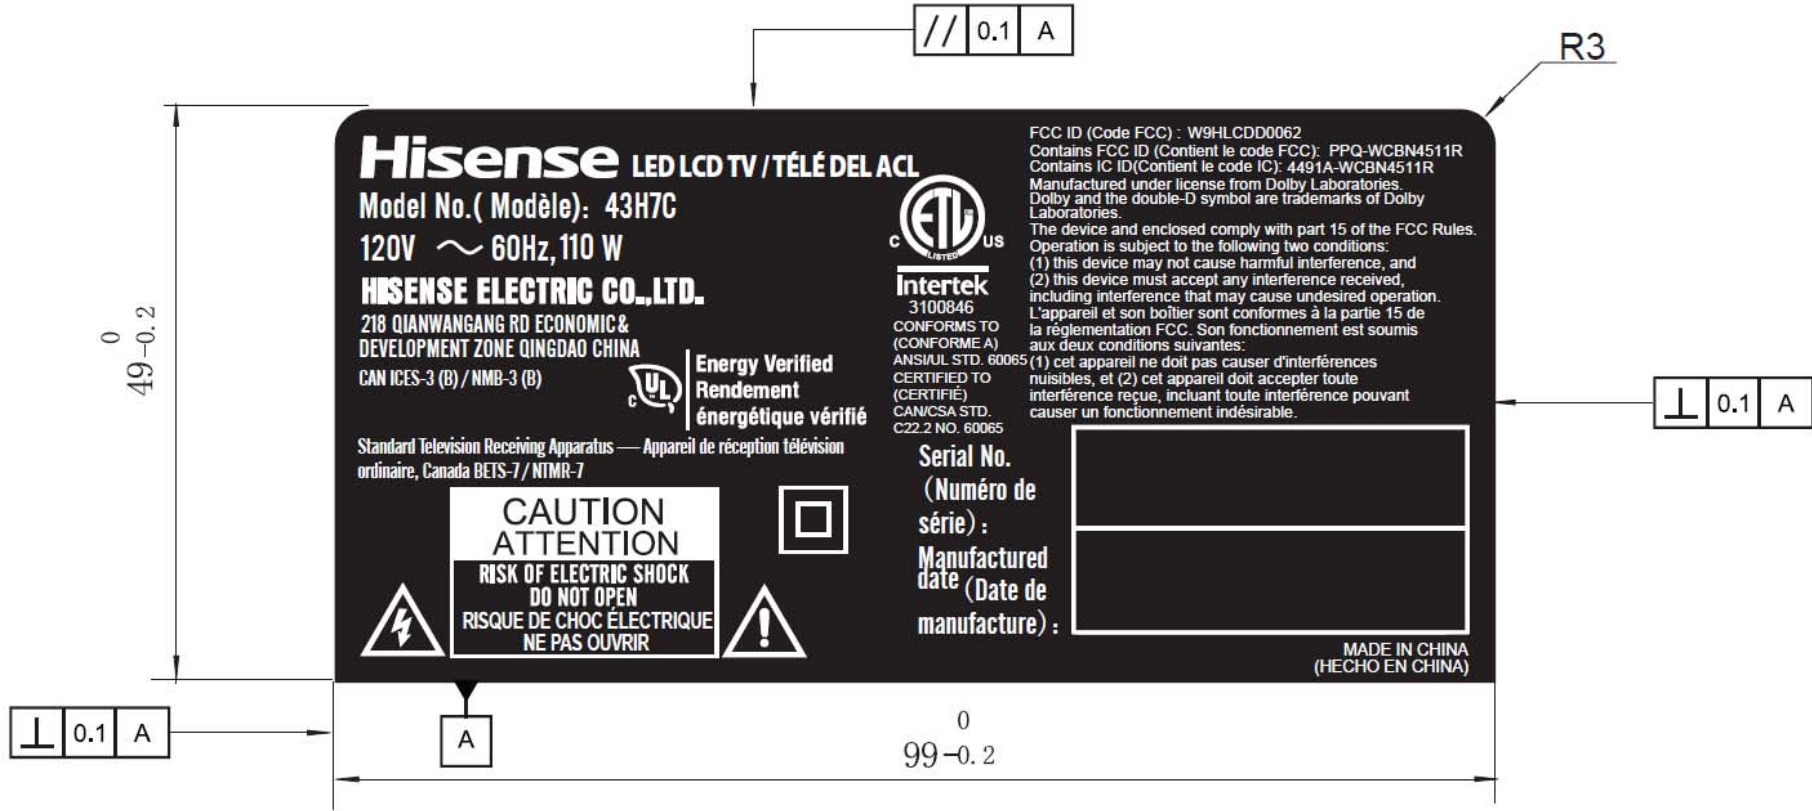 // 0.1 A
R3
Hisense LED LCD TV / TÉLÉ DEL ACL
Model No.( Modèle): 43H7C
120V ～ 60Hz, 110 W
HISENSE ELECTRIC CO.,LTD.
218 QIANWANGANG RD ECONOMIC &
DEVELOPMENT ZONE QINGDAO CHINA
CAN ICES-3 (B) / NMB-3 (B)
C UL
Energy Verified
Rendement
énergétique vérifié
Standard Television Receiving Apparatus — Appareil de réception télévision
ordinaire, Canada BETS-7 / NTMR-7
CAUTION
ATTENTION
RISK OF ELECTRIC SHOCK
DO NOT OPEN
RISQUE DE CHOC ÉLECTRIQUE
NE PAS OUVRIR
ETL
C US
LISTED
Intertek
3100846
CONFORMS TO
(CONFORME A)
ANSI/UL STD. 60065
CERTIFIED TO
(CERTIFIÉ)
CAN/CSA STD.
C22.2 NO. 60065
FCC ID (Code FCC) : W9HLCDD0062
Contains FCC ID (Contient le code FCC): PPQ-WCBN4511R
Contains IC ID(Contient le code IC): 4491A-WCBN4511R
Manufactured under license from Dolby Laboratories.
Dolby and the double-D symbol are trademarks of Dolby
Laboratories.
The device and enclosed comply with part 15 of the FCC Rules.
Operation is subject to the following two conditions:
(1) this device may not cause harmful interference, and
(2) this device must accept any interference received,
including interference that may cause undesired operation.
L'appareil et son boîtier sont conformes à la partie 15 de
la réglementation FCC. Son fonctionnement est soumis
aux deux conditions suivantes:
(1) cet appareil ne doit pas causer d'interférences
nuisibles, et (2) cet appareil doit accepter toute
interférence reçue, incluant toute interférence pouvant
causer un fonctionnement indésirable.
Serial No.
(Numéro de
série):
Manufactured
date (Date de
manufacture):
MADE IN CHINA
(HECHO EN CHINA)
0
49-0.2
⊥ 0.1 A
⊥ 0.1 A
A
0
99-0.2